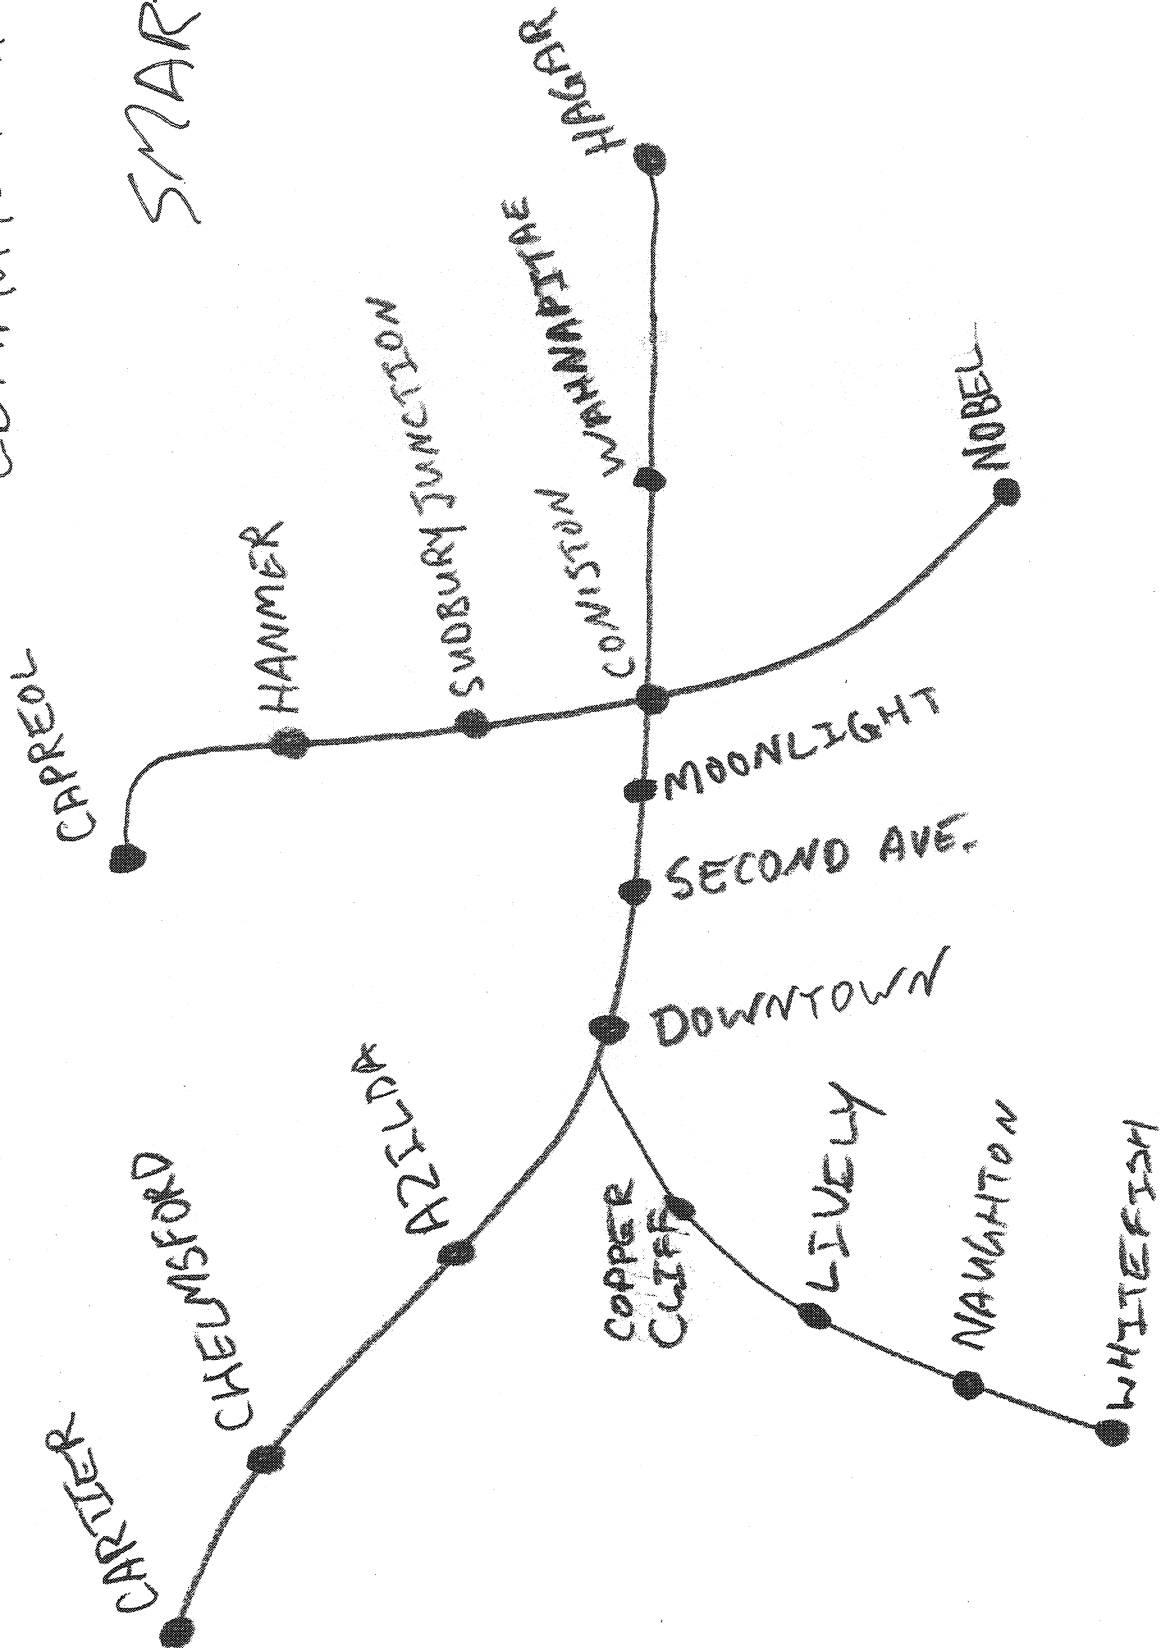 SMAR
HAGAR
WAHNAPITAE
SUDBURY JUNCTION
CONISTON
HANMER
CAPREOL
NOBEL
MOONLIGHT
SECOND AVE.
DOWNTOWN
AZILDA
CHELMSFORD
CARTIER
COPPER
CLIFF
LIVELY
NAUGHTON
WHITEFISH